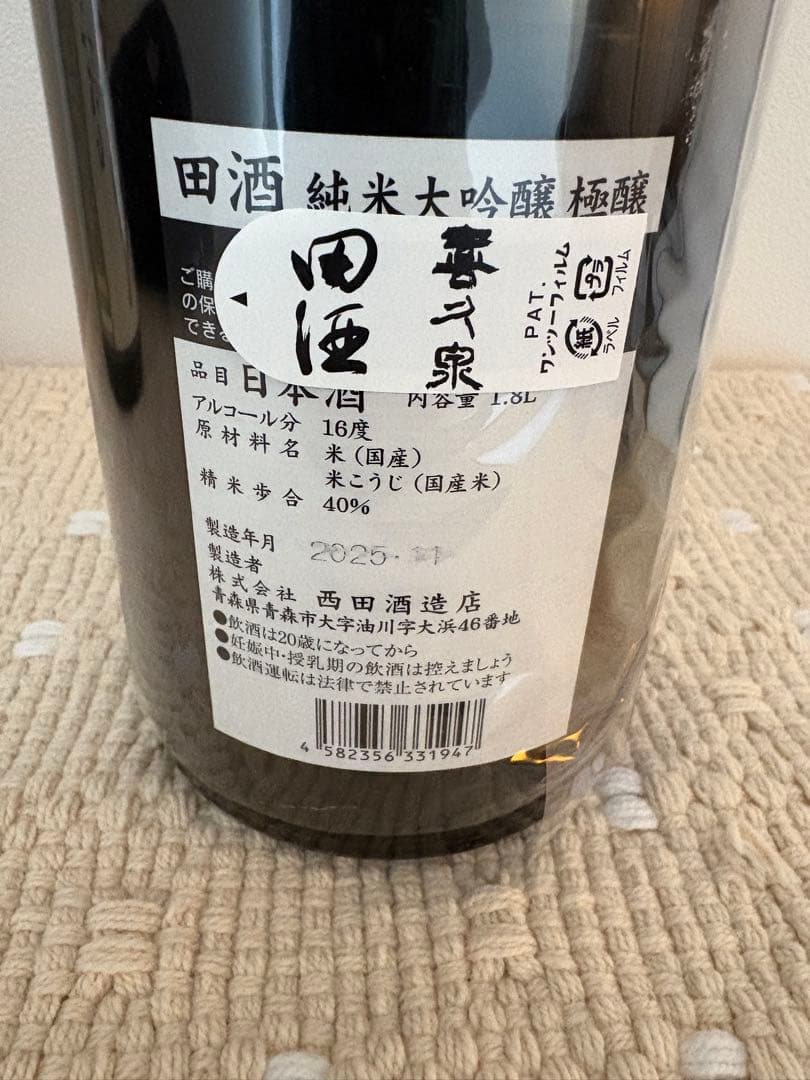 田酒 純米大吟醸 極醸
田酒
喜久泉
PAT.
ワンツーフィルム
プラ
フィルム
紙
ラベル
ご購
の保
できる
品目 日本酒 内容量 1.8L
アルコール分 16度
原材料名 米(国産)
米こうじ(国産米)
精米歩合 40%
製造年月 2025.11
製造者
株式会社 西田酒造店
青森県青森市大字油川字大浜46番地
●飲酒は20歳になってから
●妊娠中・授乳期の飲酒は控えましょう
●飲酒運転は法律で禁止されています
4 582356 331947